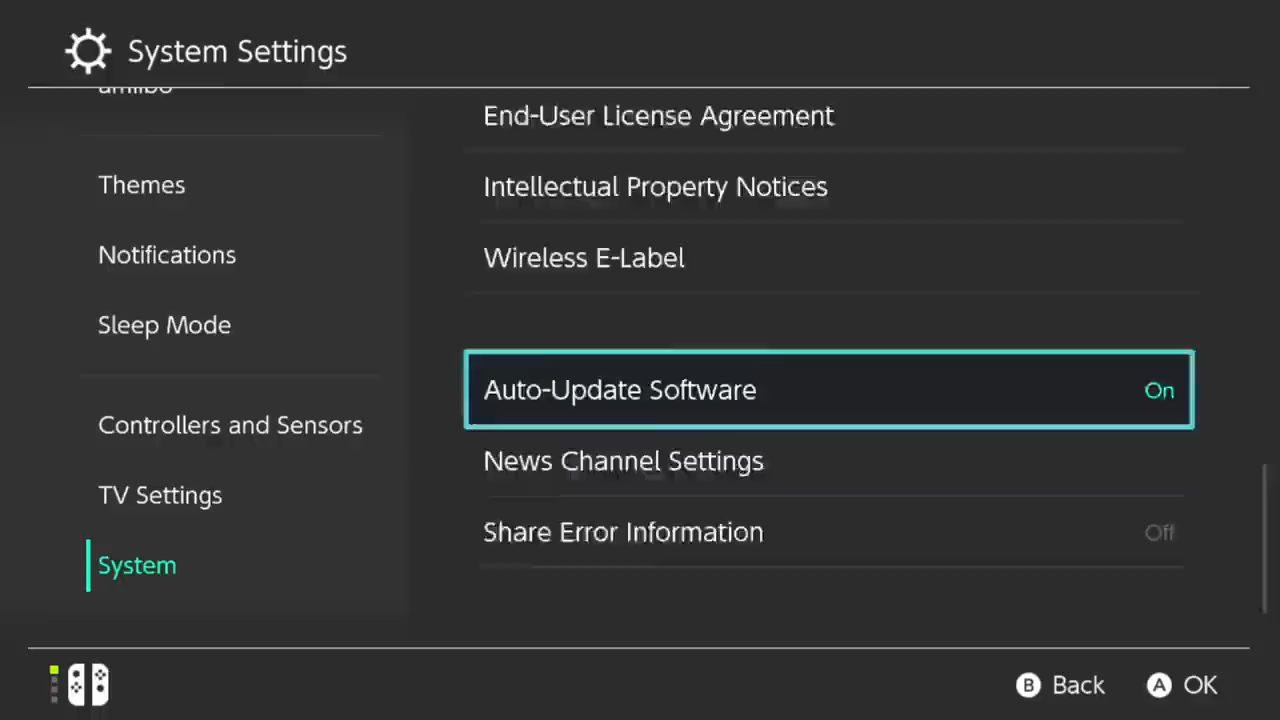 System Settings
amiibo
Themes
Notifications
Sleep Mode
Controllers and Sensors
TV Settings
System
End-User License Agreement
Intellectual Property Notices
Wireless E-Label
Auto-Update Software On
News Channel Settings
Share Error Information Off
B Back A OK